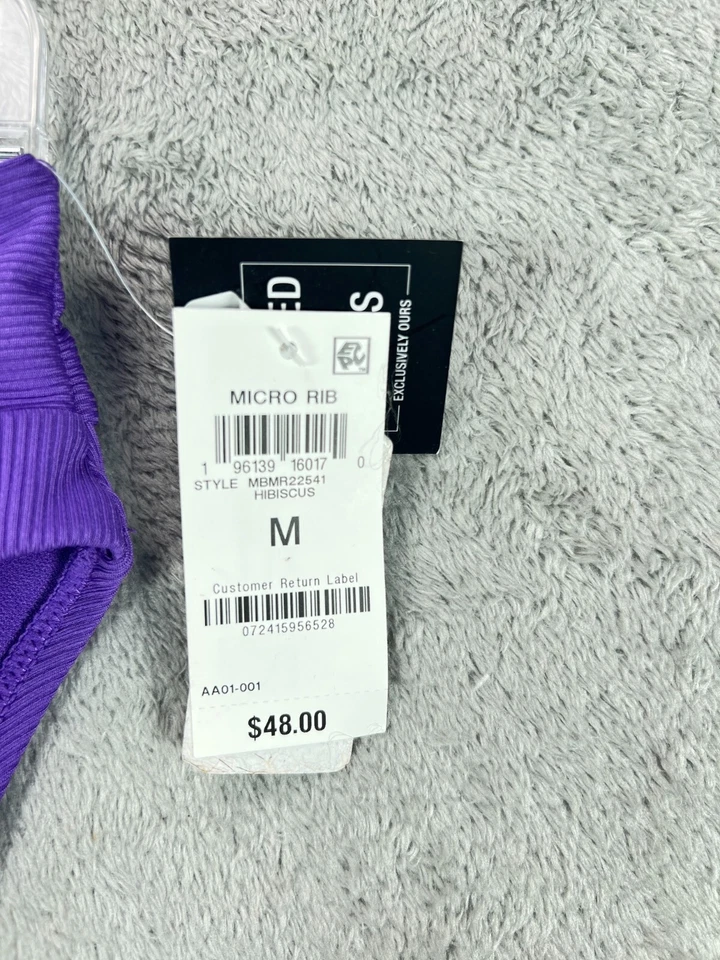 ED
S
EXCLUSIVELY OURS
EPC
MICRO RIB
1 96139 16017 0
STYLE MBMR22541
HIBISCUS
M
Customer Return Label
072415956528
AA01-001
$48.00